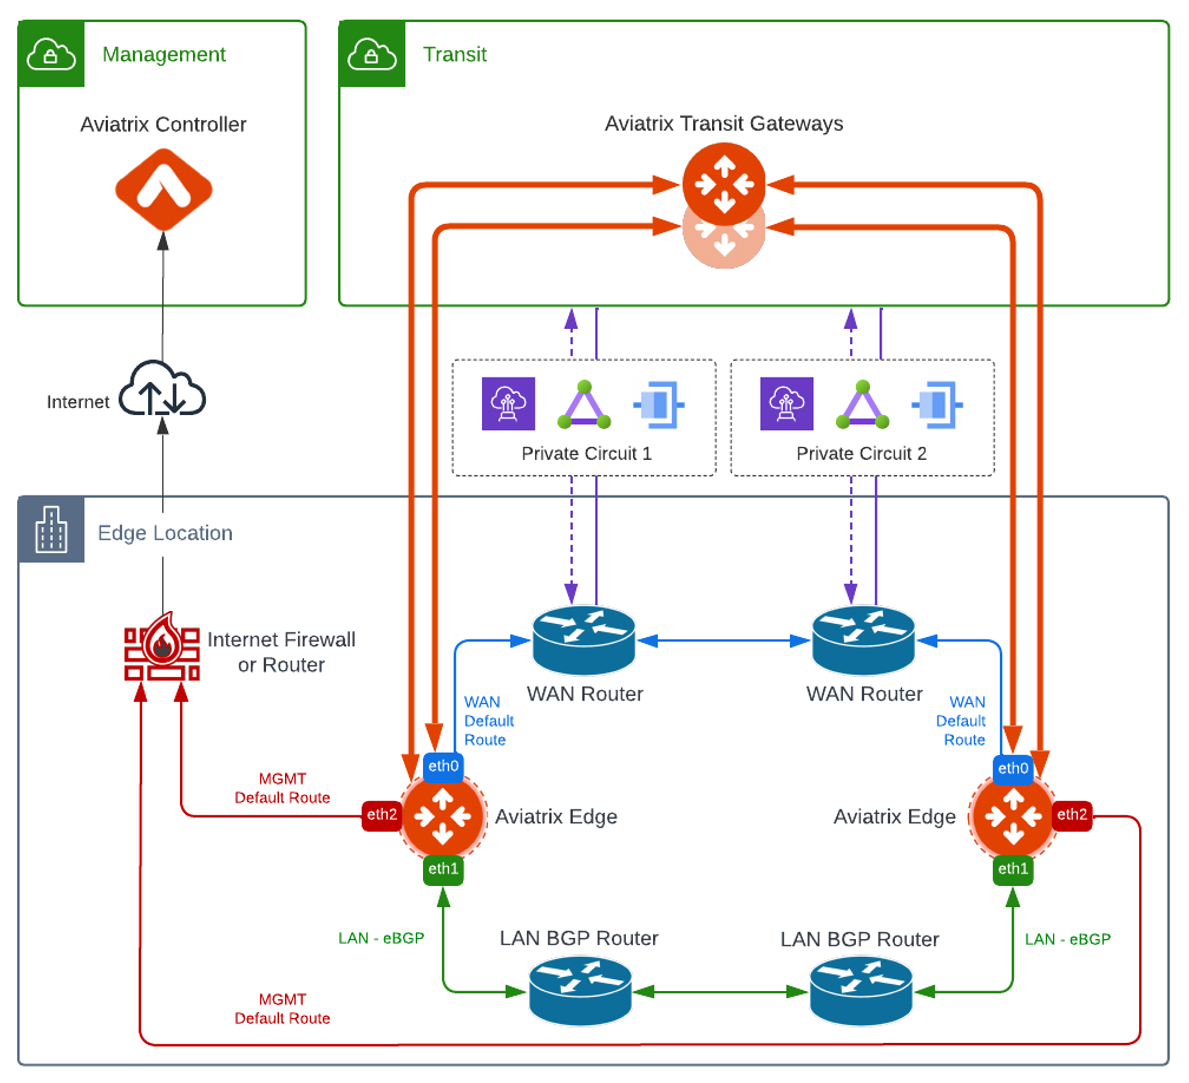 Management
Transit
Aviatrix Controller
Aviatrix Transit Gateways
Internet
Private Circuit 1
Private Circuit 2
Edge Location
Internet Firewall
or Router
WAN Router
WAN Router
WAN
Default
Route
WAN
Default
Route
eth0
eth0
MGMT
Default Route
eth2
Aviatrix Edge
Aviatrix Edge
eth2
eth1
eth1
LAN - eBGP
LAN BGP Router
LAN BGP Router
LAN - eBGP
MGMT
Default Route